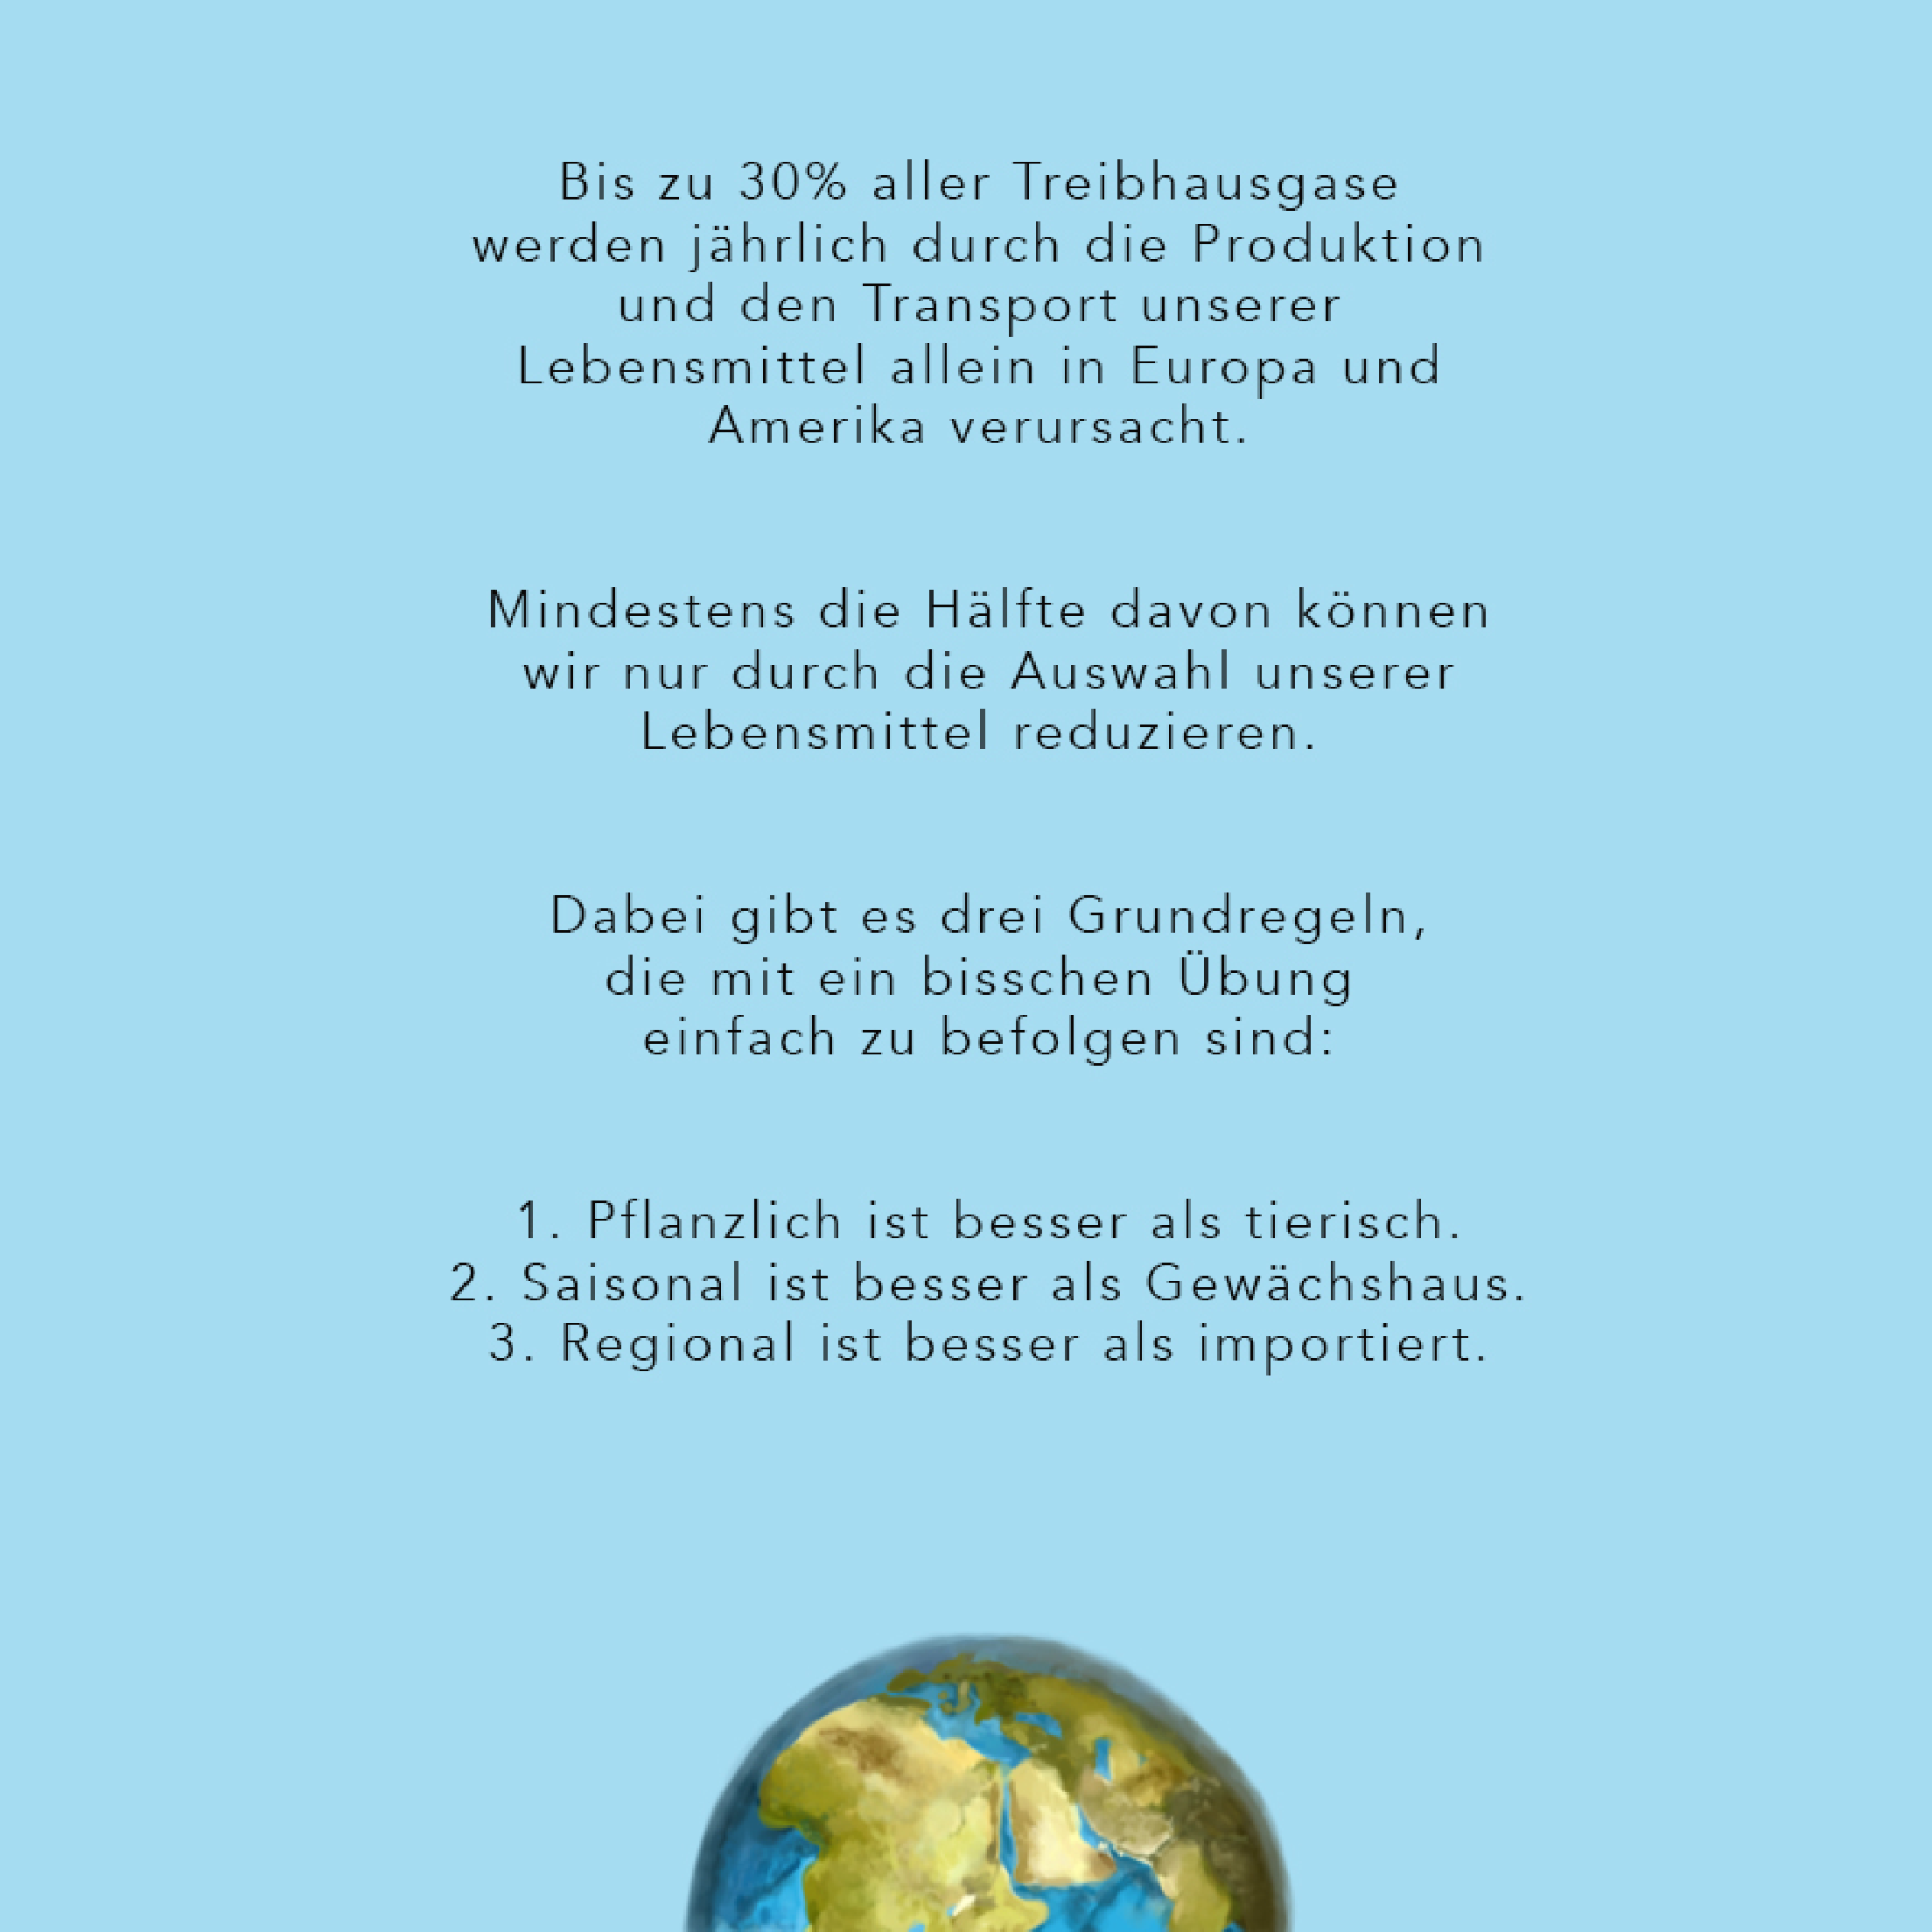 Bis zu 30% aller Treibhausgase
werden jährlich durch die Produktion
und den Transport unserer
Lebensmittel allein in Europa und
Amerika verursacht.
Mindestens die Hälfte davon können
wir nur durch die Auswahl unserer
Lebensmittel reduzieren.
Dabei gibt es drei Grundregeln,
die mit ein bisschen Übung
einfach zu befolgen sind:
1. Pflanzlich ist besser als tierisch.
2. Saisonal ist besser als Gewächshaus.
3. Regional ist besser als importiert.